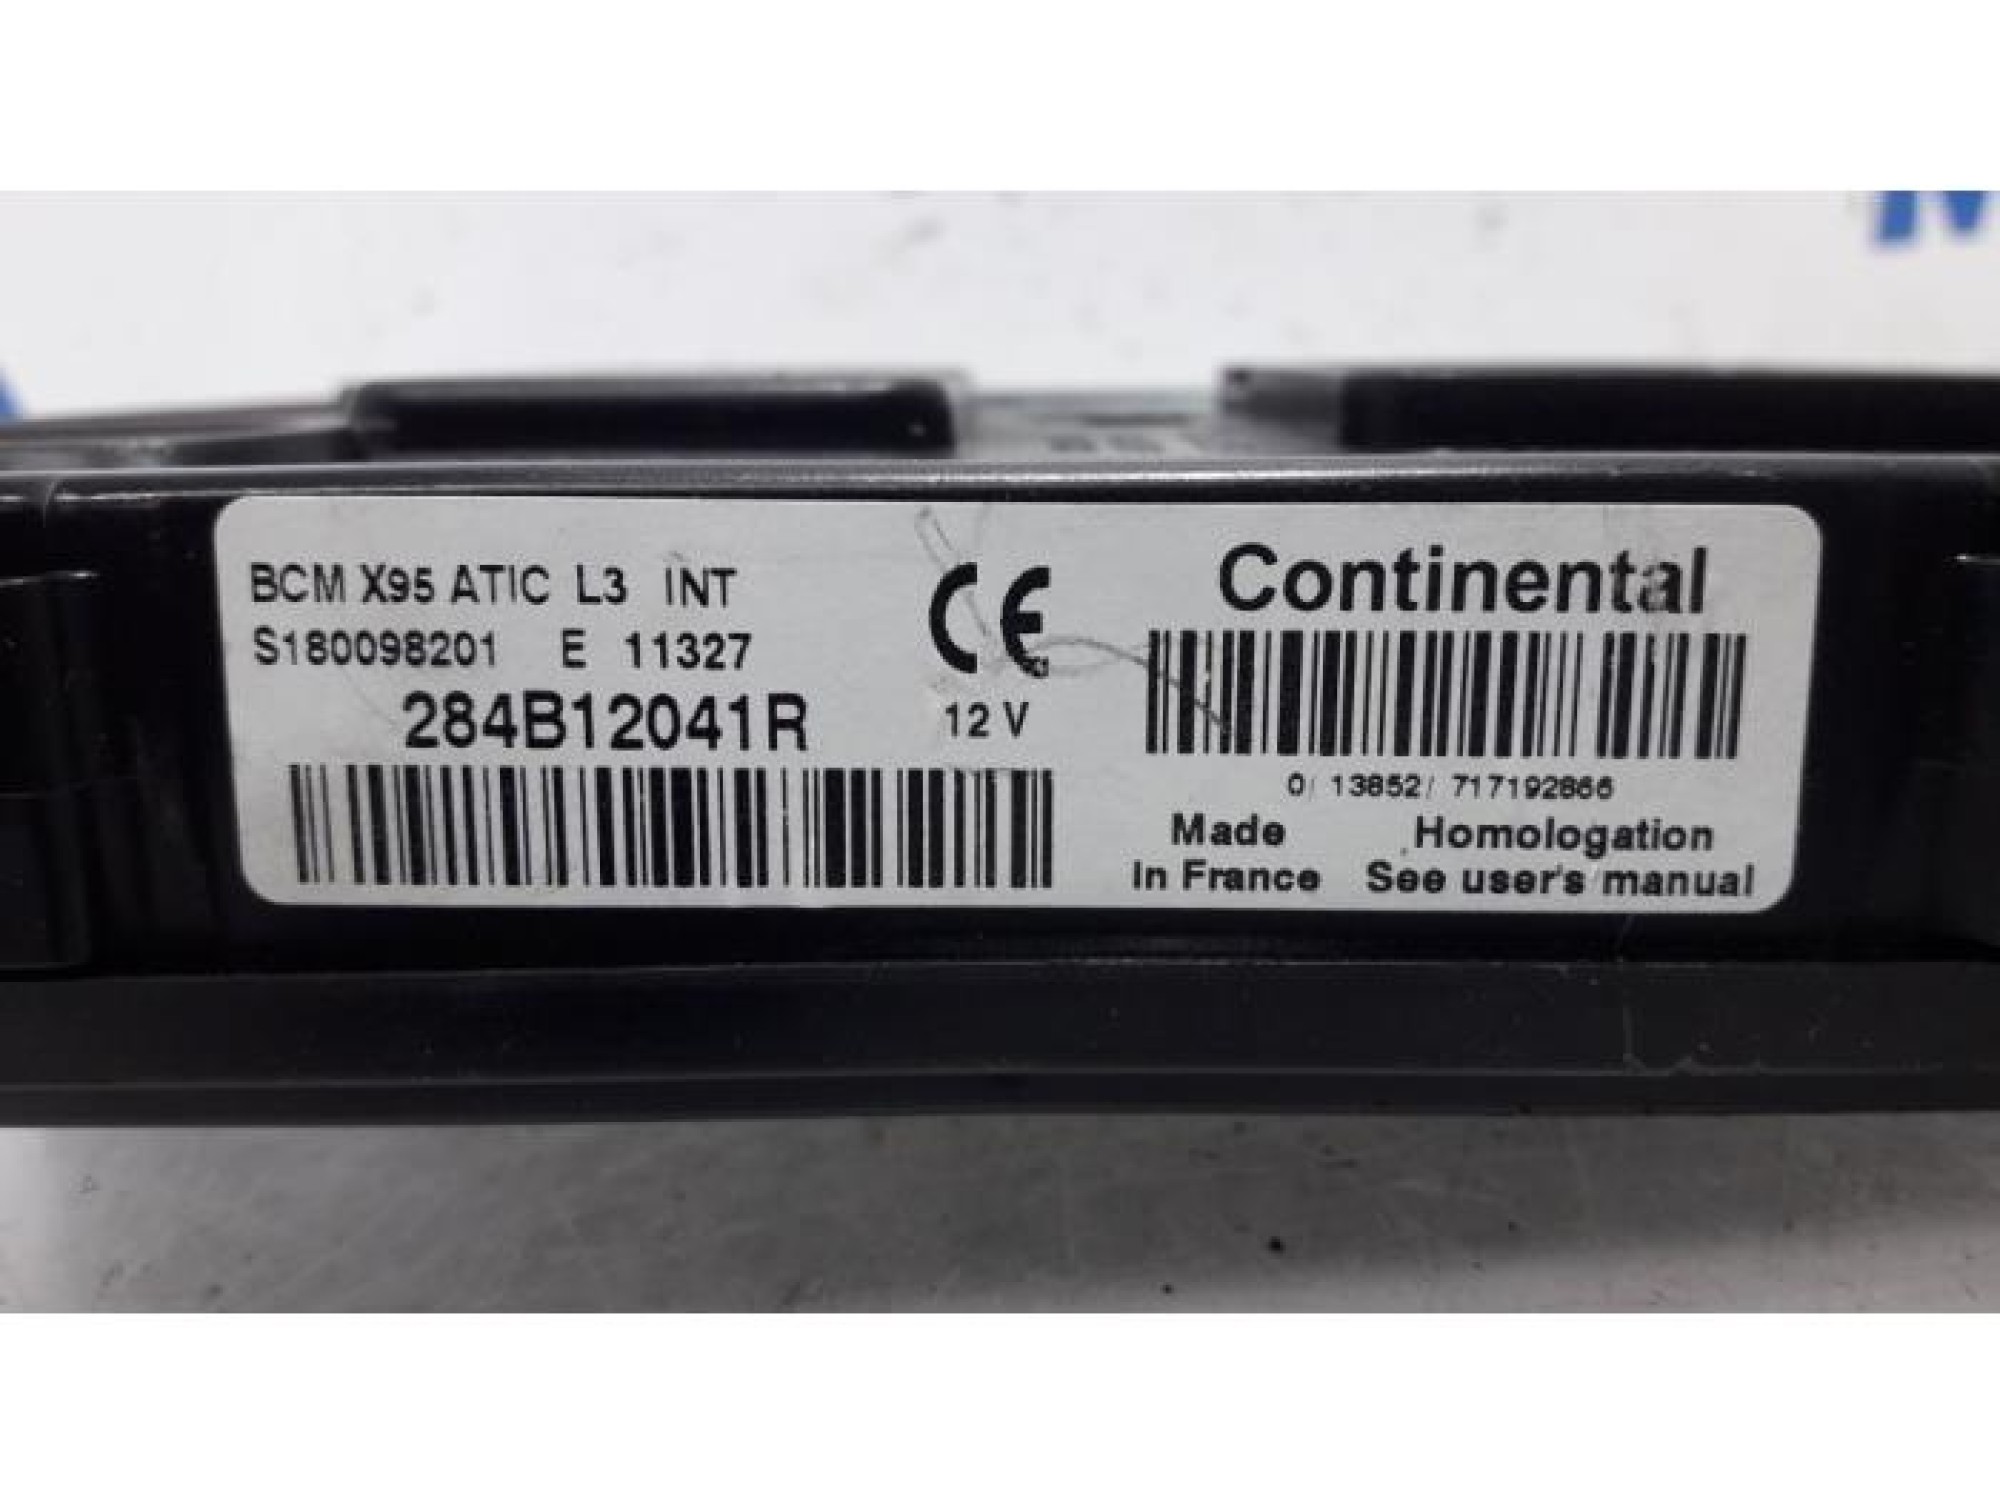 BCM X95 ATIC L3 INT
S180098201 E 11327
284B12041R
CE
12 V
Continental
0/ 13852/ 717192866
Made
In France
Homologation
See user's manual